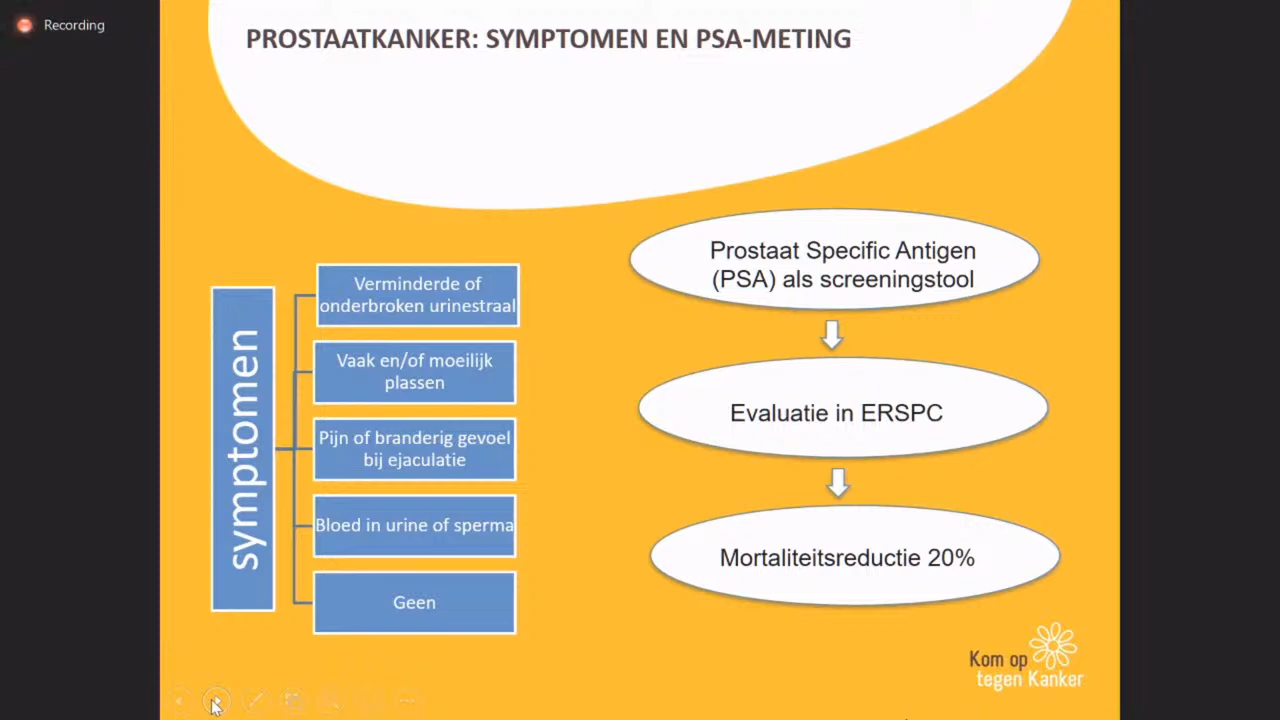 Recording
PROSTAATKANKER: SYMPTOMEN EN PSA-METING
symptomen
Verminderde of
onderbroken urinestraal
Vaak en/of moeilijk
plassen
Pijn of branderig gevoel
bij ejaculatie
Bloed in urine of sperma
Geen
Prostaat Specific Antigen
(PSA) als screeningstool
Evaluatie in ERSPC
Mortaliteitsreductie 20%
Kom op
tegen Kanker